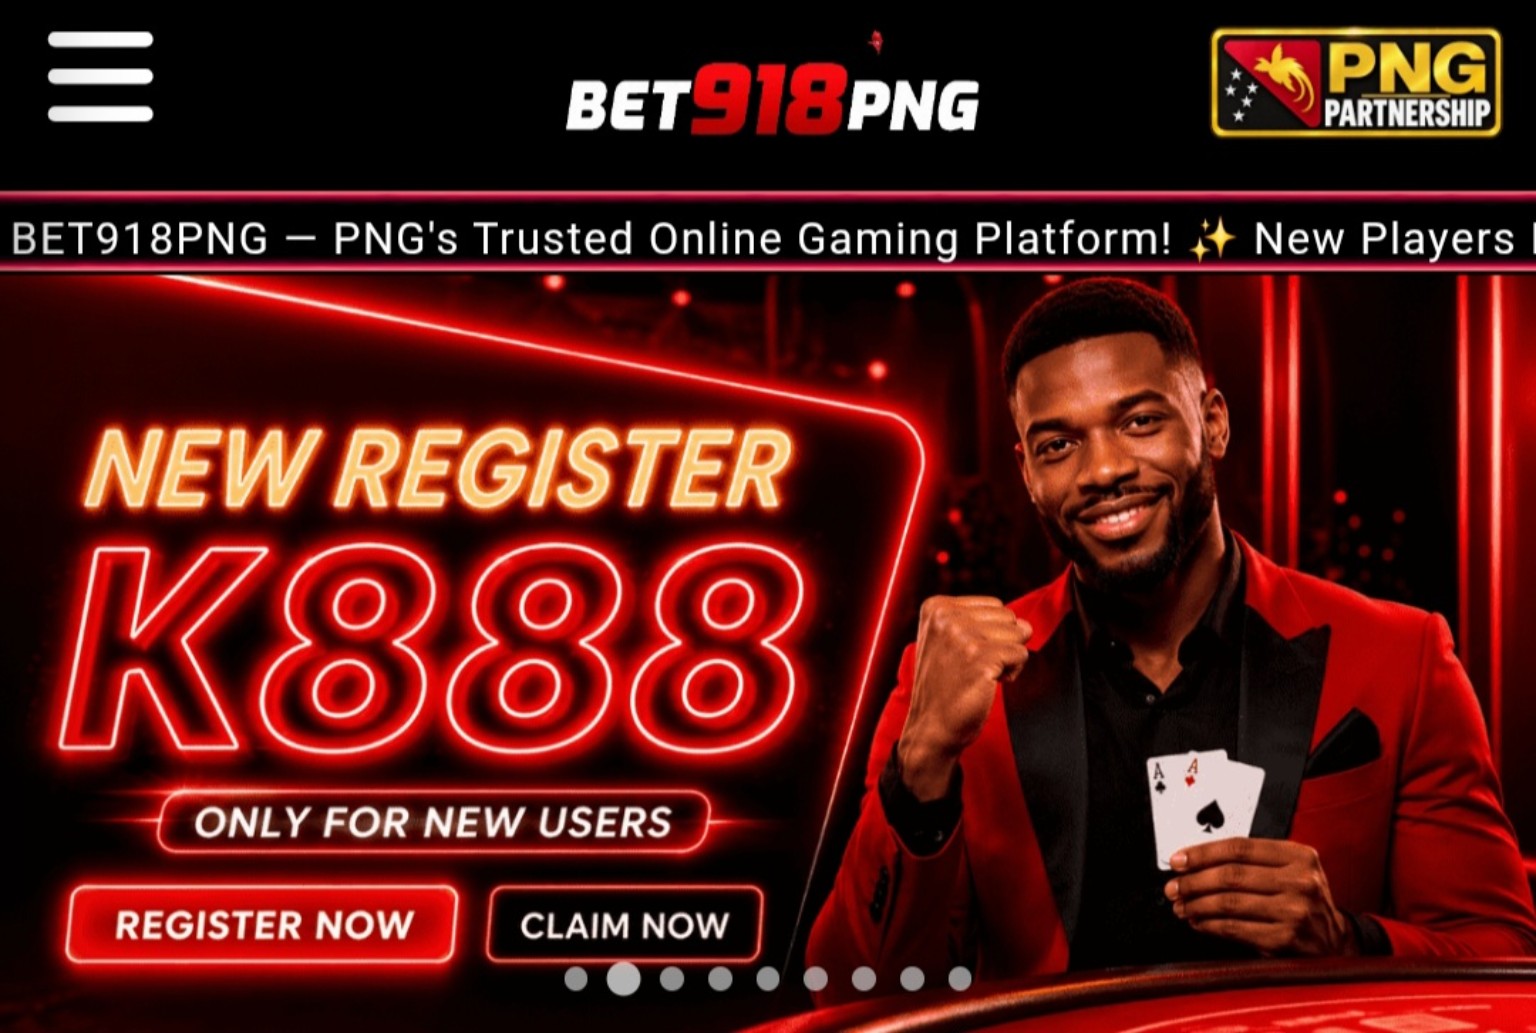 BET918PNG
PNG
PARTNERSHIP
BET918PNG — PNG's Trusted Online Gaming Platform! ✨ New Players
NEW REGISTER
K888
ONLY FOR NEW USERS
REGISTER NOW
CLAIM NOW
A A